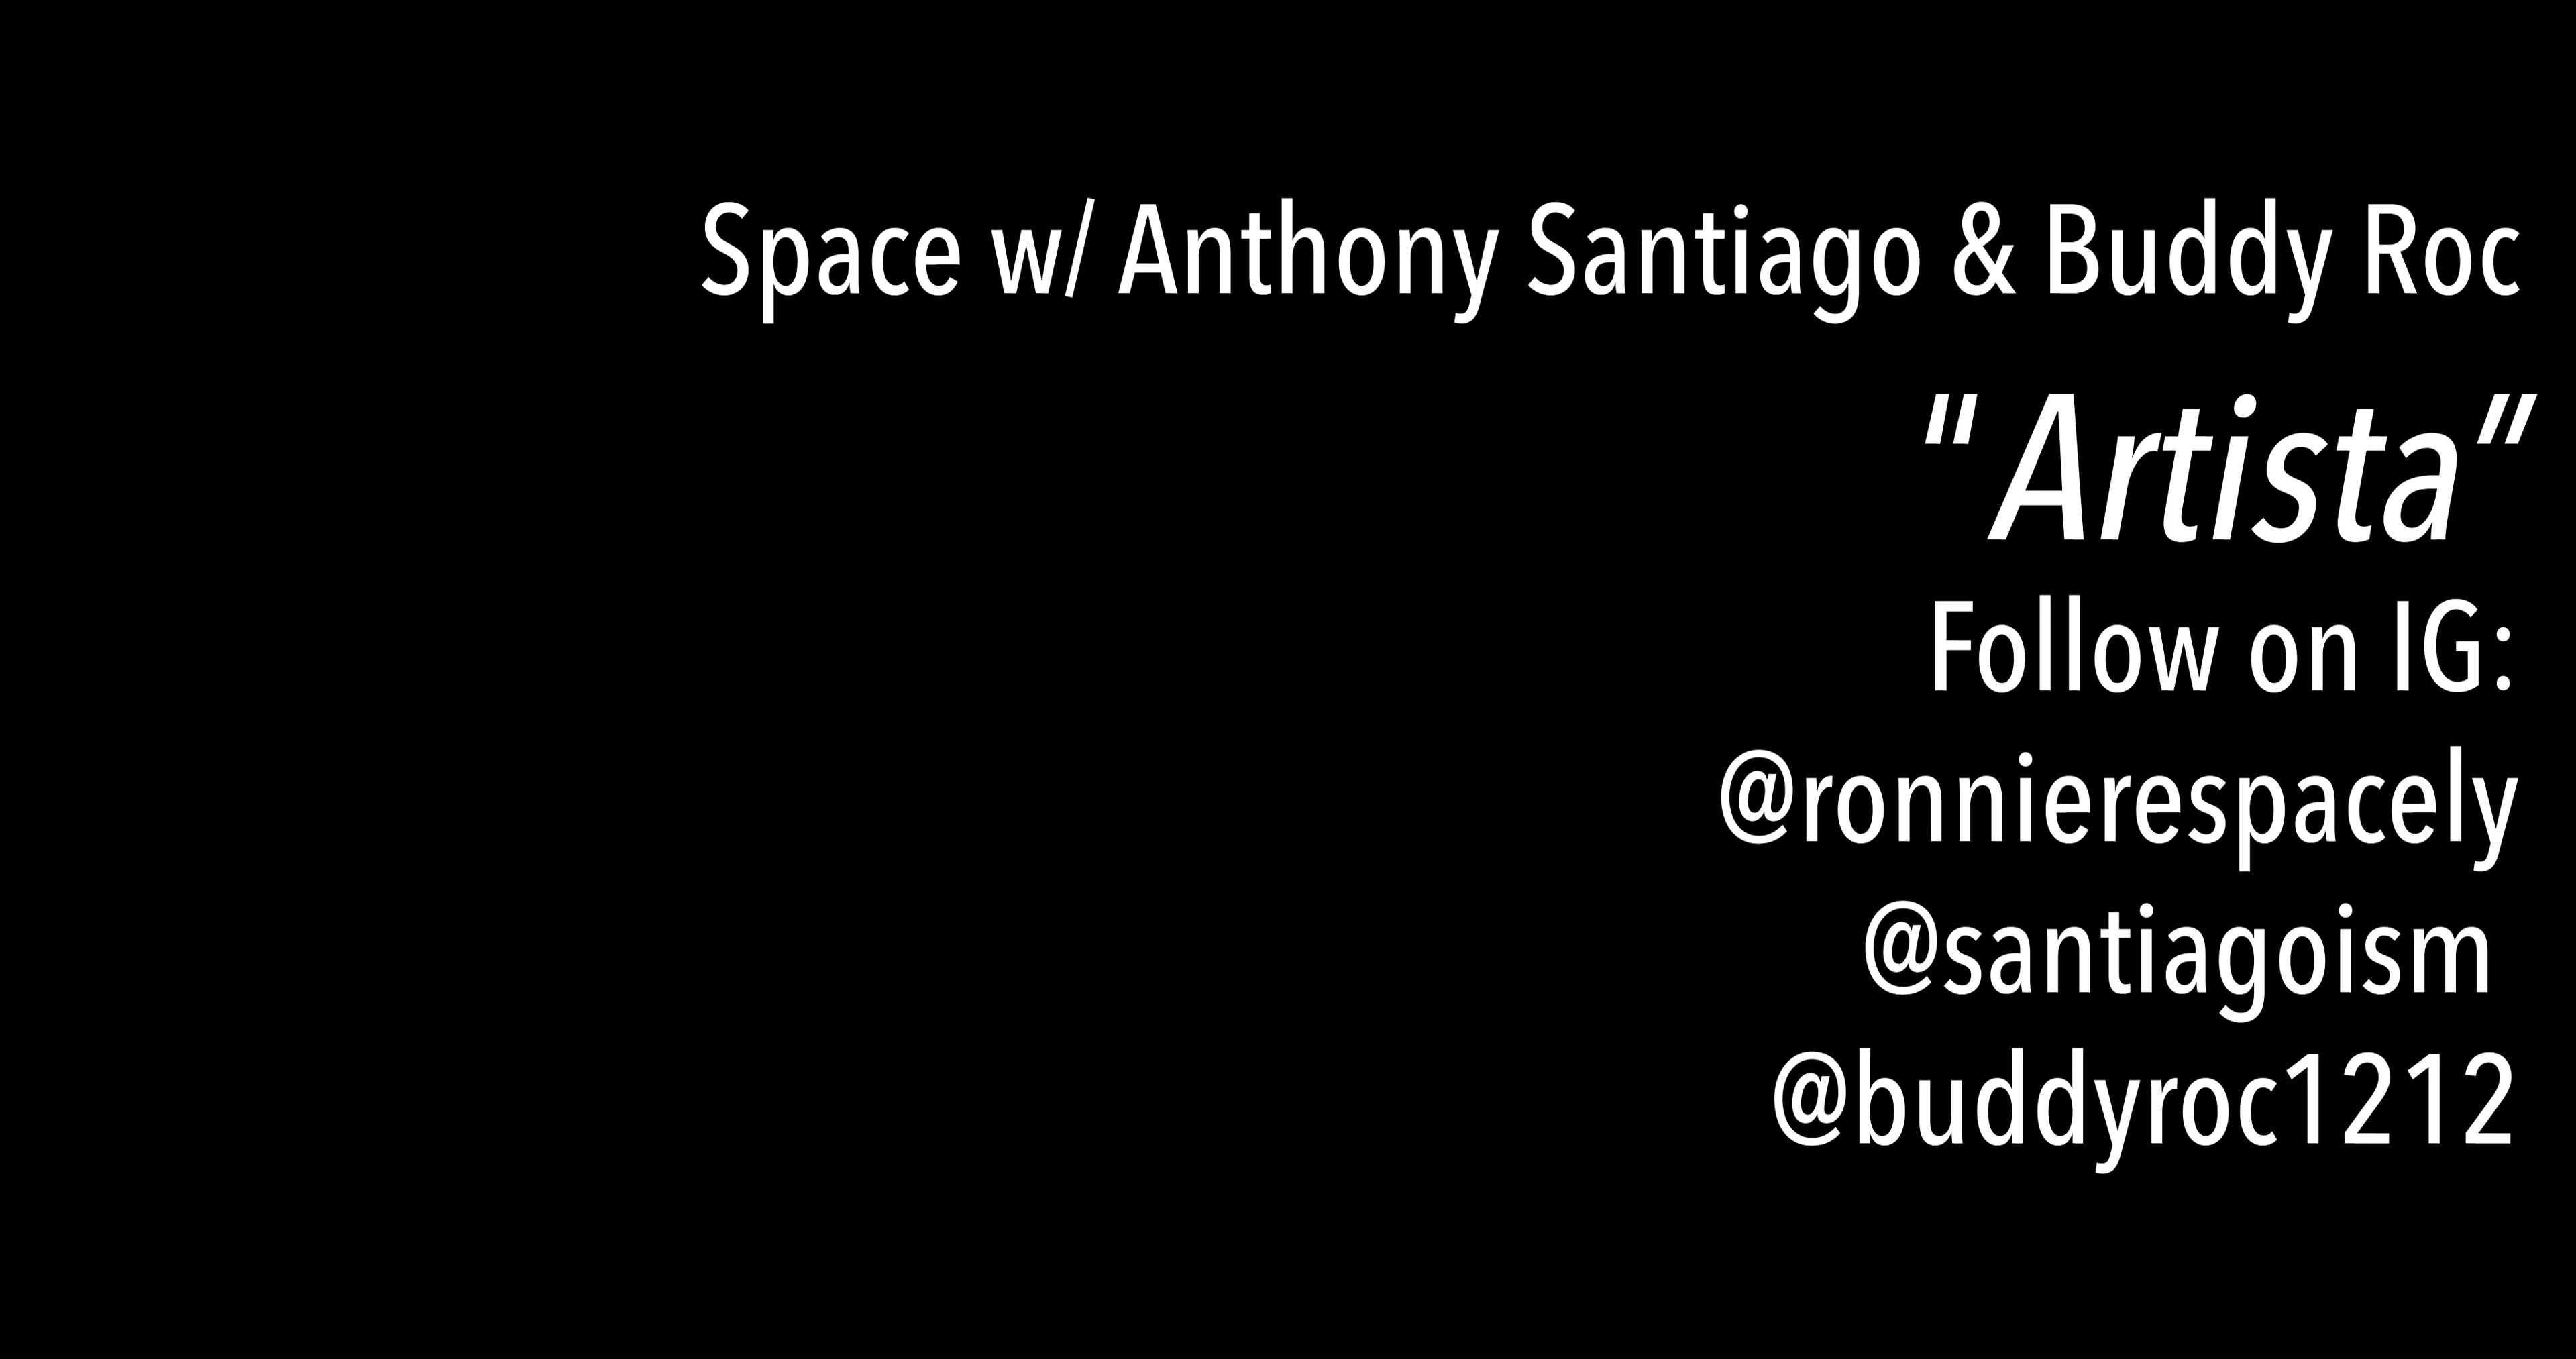 Space w/ Anthony Santiago & Buddy Roc
"Artista”
Follow on IG:
@ronnierespacely
@santiagoism
@buddyroc1212